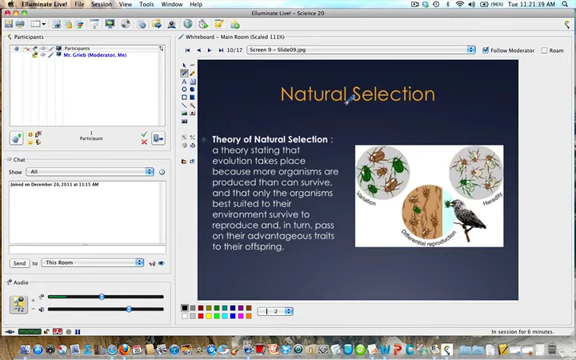 Elluminate Live! File Session View Tools Window Help
(96%) Tue 11:21:39 AM
Elluminate Live! - Science 20
Participants
Participants
Mr. Grieb (Moderator, Me)
1
Participant
Chat
Show All
Joined on December 20, 2011 at 11:15 AM
Send to This Room
Audio
Whiteboard - Main Room (Scaled 111%)
10/17 Screen 9 - Slide09.jpg Follow Moderator Roam
Natural Selection
Theory of Natural Selection :
a theory stating that
evolution takes place
because more organisms are
produced than can survive,
and that only the organisms
best suited to their
environment survive to
reproduce and, in turn, pass
on their advantageous traits
to their offspring.
Variation
Heredity
Differential reproduction
2
In session for 6 minutes.